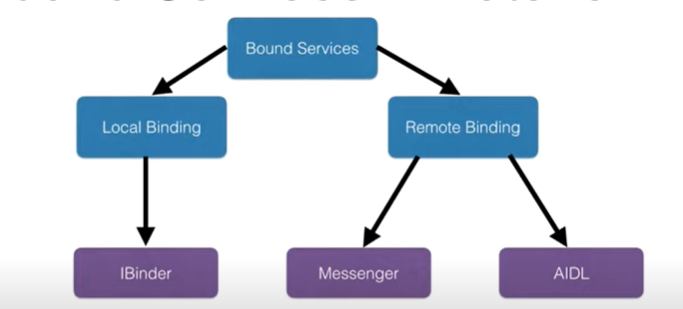 Bound Services
Local Binding
Remote Binding
IBinder
Messenger
AIDL